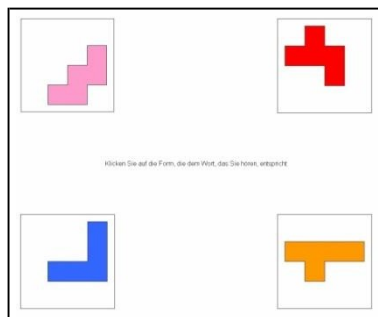 Klicken Sie auf die Form, die dem Wort, das Sie hören, entspricht